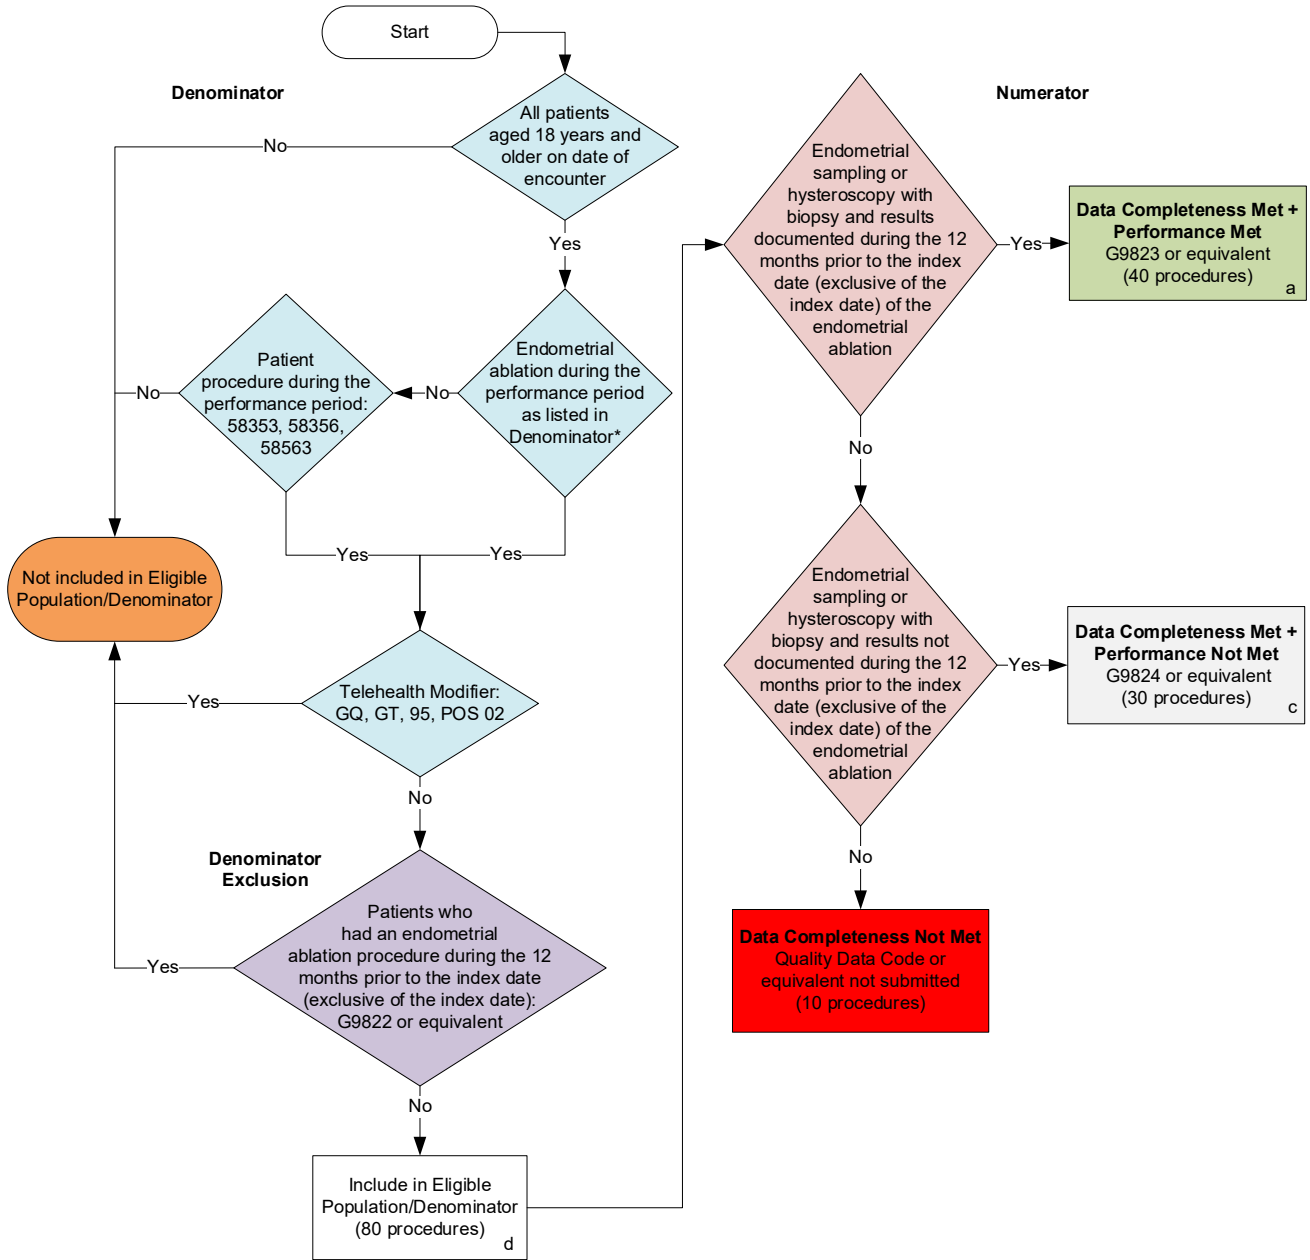 Start
Denominator
All patients
aged 18 years and
older on date of
encounter
No
Yes
Patient
procedure during the
performance period:
58353, 58356,
58563
No
Endometrial
ablation during the
performance period
as listed in
Denominator*
No
Yes
Yes
Not included in Eligible
Population/Denominator
Telehealth Modifier:
GQ, GT, 95, POS 02
Yes
No
Denominator
Exclusion
Patients who
had an endometrial
ablation procedure during the 12
months prior to the index date
(exclusive of the index date):
G9822 or equivalent
Yes
No
Include in Eligible
Population/Denominator
(80 procedures)
d
Numerator
Endometrial
sampling or
hysteroscopy with
biopsy and results
documented during the 12
months prior to the index
date (exclusive of the
index date) of the
endometrial
ablation
Yes
Data Completeness Met +
Performance Met
G9823 or equivalent
(40 procedures)
a
No
Endometrial
sampling or
hysteroscopy with
biopsy and results not
documented during the 12
months prior to the index
date (exclusive of the
index date) of the
endometrial
ablation
Yes
Data Completeness Met +
Performance Not Met
G9824 or equivalent
(30 procedures)
c
No
Data Completeness Not Met
Quality Data Code or
equivalent not submitted
(10 procedures)